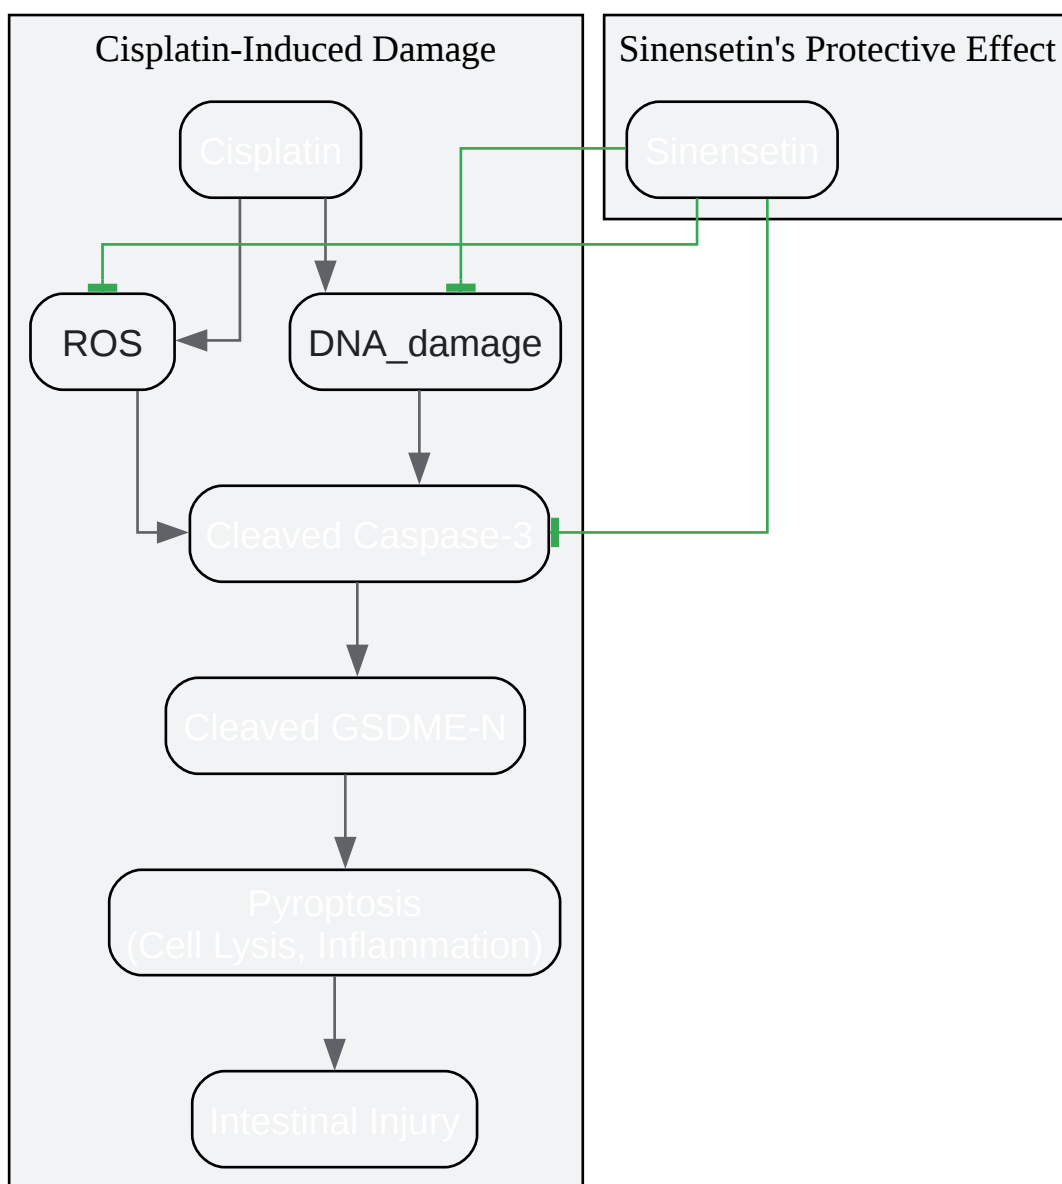 Cisplatin-Induced Damage
Sinensetin's Protective Effect
Cisplatin
Sinensetin
ROS
DNA_damage
Cleaved Caspase-3
Cleaved GSDME-N
Pyroptosis
(Cell Lysis, Inflammation)
Intestinal Injury